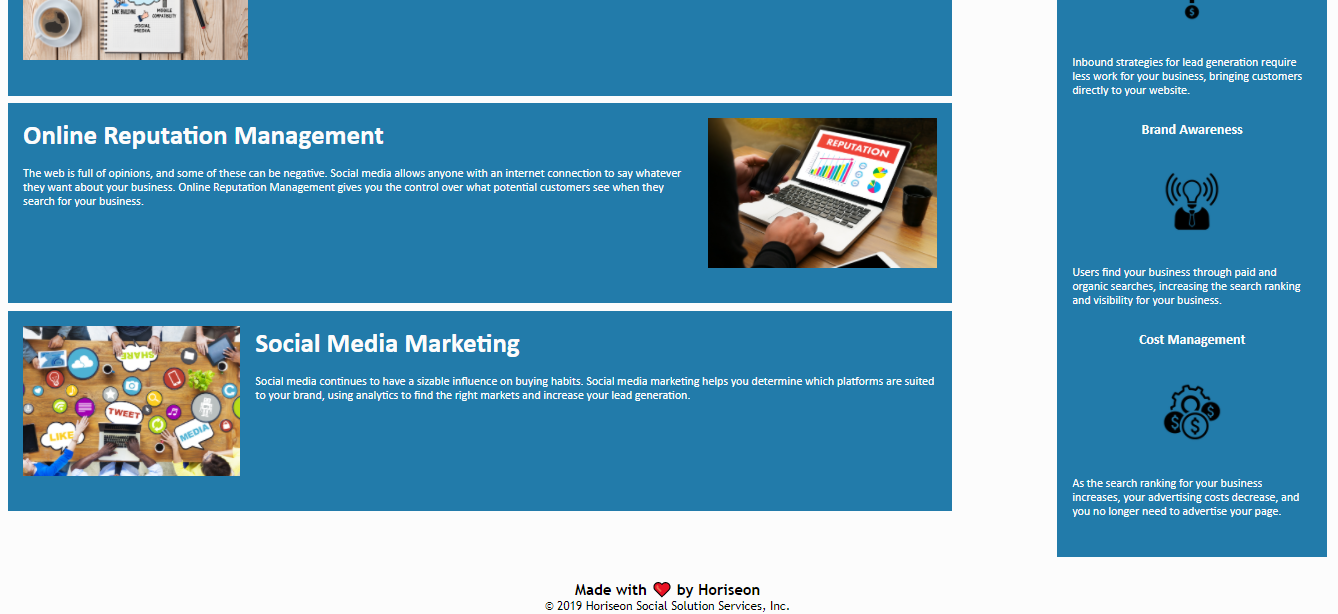 LINK BUILDING
MOBILE
COMPATIBILITY
SOCIAL
MEDIA
Online Reputation Management
The web is full of opinions, and some of these can be negative. Social media allows anyone with an internet connection to say whatever
they want about your business. Online Reputation Management gives you the control over what potential customers see when they
search for your business.
REPUTATION
Social Media Marketing
Social media continues to have a sizable influence on buying habits. Social media marketing helps you determine which platforms are suited
to your brand, using analytics to find the right markets and increase your lead generation.
SHARE
TWEET
LIKE
MEDIA
Inbound strategies for lead generation require
less work for your business, bringing customers
directly to your website.
Brand Awareness
Users find your business through paid and
organic searches, increasing the search ranking
and visibility for your business.
Cost Management
As the search ranking for your business
increases, your advertising costs decrease, and
you no longer need to advertise your page.
Made with ❤️ by Horiseon
© 2019 Horiseon Social Solution Services, Inc.